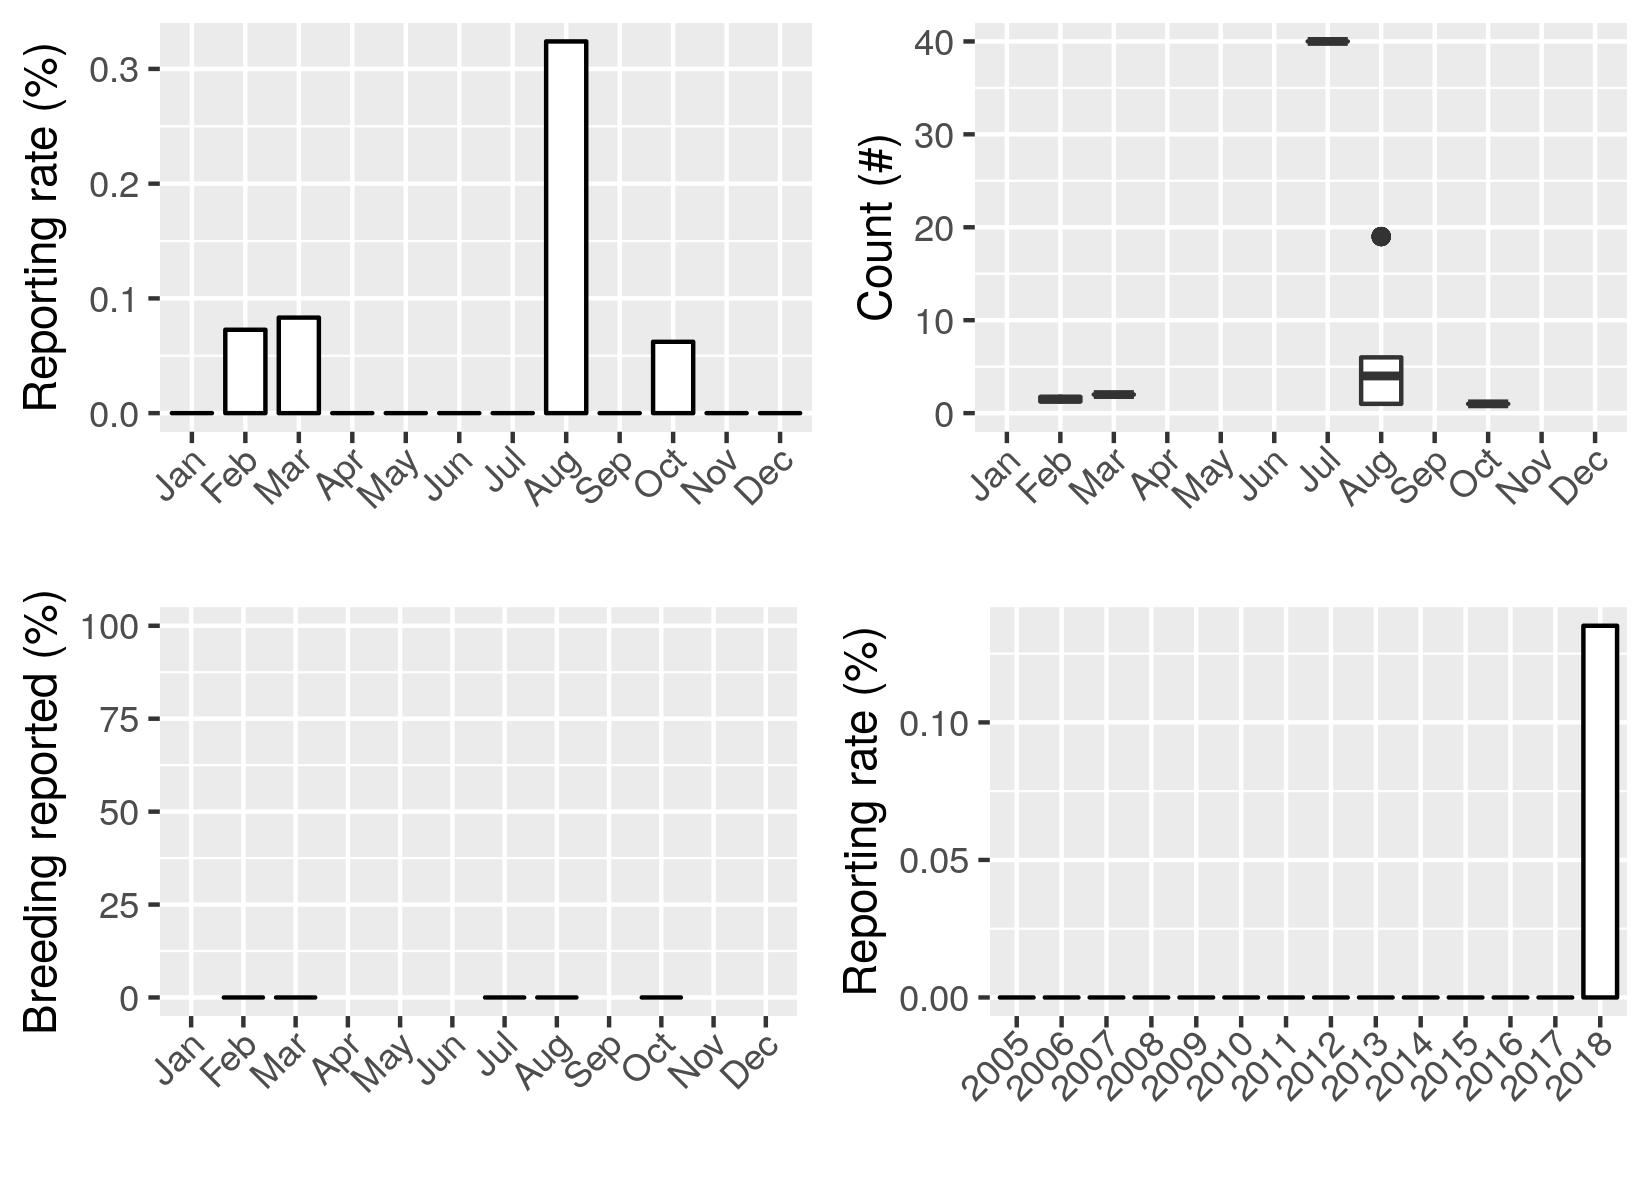 Reporting rate (%)
0.3
0.2
0.1
0.0
Jan Feb Mar Apr May Jun Jul Aug Sep Oct Nov Dec
Count (#)
40
30
20
10
0
Jan Feb Mar Apr May Jun Jul Aug Sep Oct Nov Dec
Breeding reported (%)
100
75
50
25
0
Jan Feb Mar Apr May Jun Jul Aug Sep Oct Nov Dec
Reporting rate (%)
0.10
0.05
0.00
2005 2006 2007 2008 2009 2010 2011 2012 2013 2014 2015 2016 2017 2018